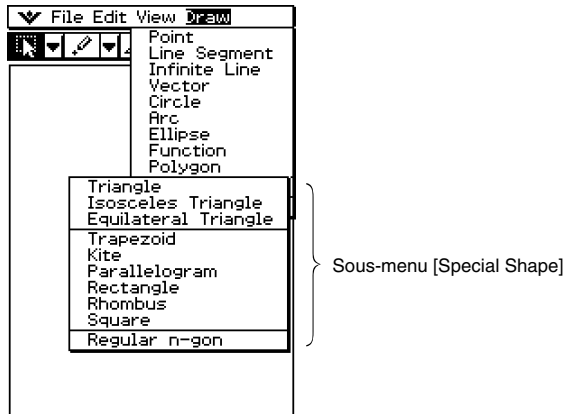 File Edit View Draw
Point
Line Segment
Infinite Line
Vector
Circle
Arc
Ellipse
Function
Polygon
Triangle
Isosceles Triangle
Equilateral Triangle
Trapezoid
Kite
Parallelogram
Rectangle
Rhombus
Square
Regular n-gon
Sous-menu [Special Shape]